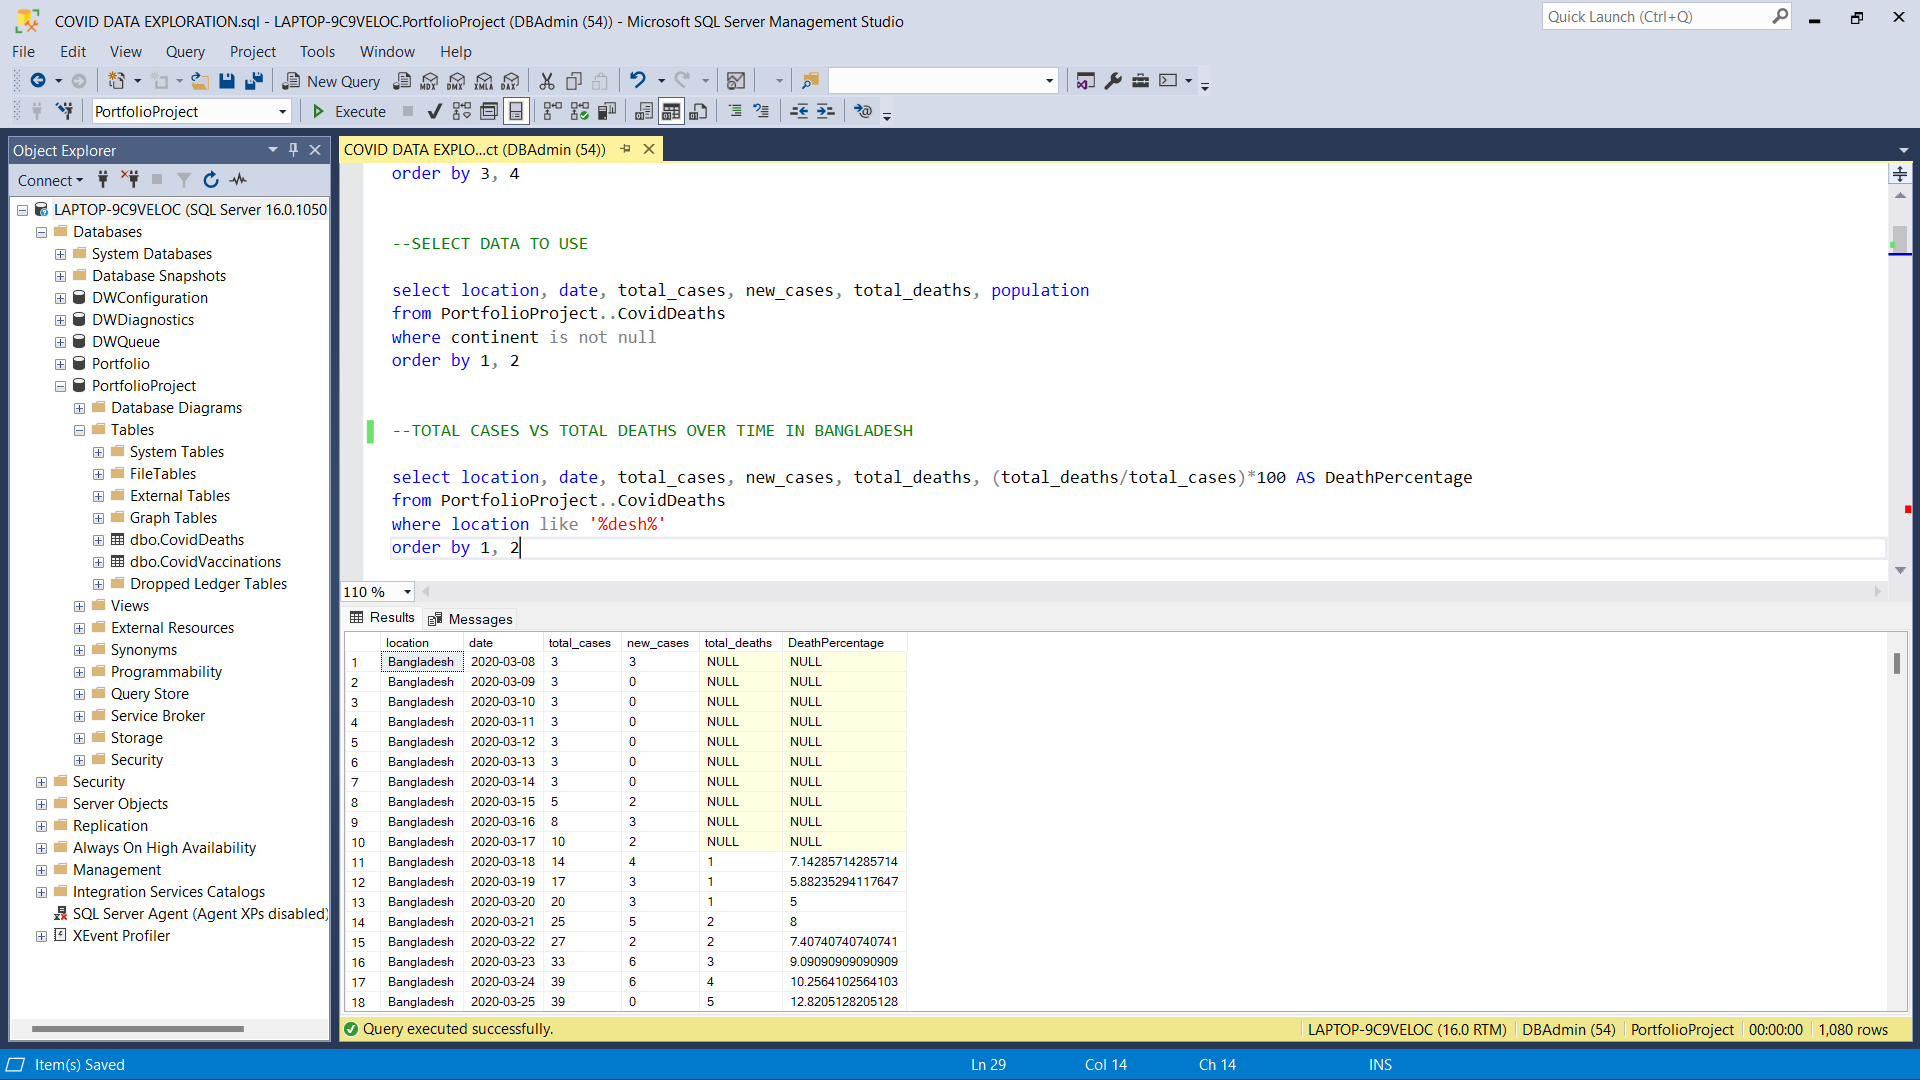 COVID DATA EXPLORATION.sql - LAPTOP-9C9VELOC.PortfolioProject (DBAdmin (54)) - Microsoft SQL Server Management Studio
Quick Launch (Ctrl+Q)
File Edit View Query Project Tools Window Help
New Query MDX DMX XMLA DAX
PortfolioProject Execute
Object Explorer
Connect
LAPTOP-9C9VELOC (SQL Server 16.0.1050
Databases
System Databases
Database Snapshots
DWConfiguration
DWDiagnostics
DWQueue
Portfolio
PortfolioProject
Database Diagrams
Tables
System Tables
FileTables
External Tables
Graph Tables
dbo.CovidDeaths
dbo.CovidVaccinations
Dropped Ledger Tables
Views
External Resources
Synonyms
Programmability
Query Store
Service Broker
Storage
Security
Security
Server Objects
Replication
Always On High Availability
Management
Integration Services Catalogs
SQL Server Agent (Agent XPs disabled)
XEvent Profiler
COVID DATA EXPLO...ct (DBAdmin (54))
order by 3, 4
--SELECT DATA TO USE
select location, date, total_cases, new_cases, total_deaths, population
from PortfolioProject..CovidDeaths
where continent is not null
order by 1, 2
--TOTAL CASES VS TOTAL DEATHS OVER TIME IN BANGLADESH
select location, date, total_cases, new_cases, total_deaths, (total_deaths/total_cases)*100 AS DeathPercentage
from PortfolioProject..CovidDeaths
where location like '%desh%'
order by 1, 2
110 %
Results Messages
location date total_cases new_cases total_deaths DeathPercentage
1 Bangladesh 2020-03-08 3 3 NULL NULL
2 Bangladesh 2020-03-09 3 0 NULL NULL
3 Bangladesh 2020-03-10 3 0 NULL NULL
4 Bangladesh 2020-03-11 3 0 NULL NULL
5 Bangladesh 2020-03-12 3 0 NULL NULL
6 Bangladesh 2020-03-13 3 0 NULL NULL
7 Bangladesh 2020-03-14 3 0 NULL NULL
8 Bangladesh 2020-03-15 5 2 NULL NULL
9 Bangladesh 2020-03-16 8 3 NULL NULL
10 Bangladesh 2020-03-17 10 2 NULL NULL
11 Bangladesh 2020-03-18 14 4 1 7.14285714285714
12 Bangladesh 2020-03-19 17 3 1 5.88235294117647
13 Bangladesh 2020-03-20 20 3 1 5
14 Bangladesh 2020-03-21 25 5 2 8
15 Bangladesh 2020-03-22 27 2 2 7.40740740740741
16 Bangladesh 2020-03-23 33 6 3 9.09090909090909
17 Bangladesh 2020-03-24 39 6 4 10.2564102564103
18 Bangladesh 2020-03-25 39 0 5 12.8205128205128
Query executed successfully. LAPTOP-9C9VELOC (16.0 RTM) DBAdmin (54) PortfolioProject 00:00:00 1,080 rows
Item(s) Saved Ln 29 Col 14 Ch 14 INS